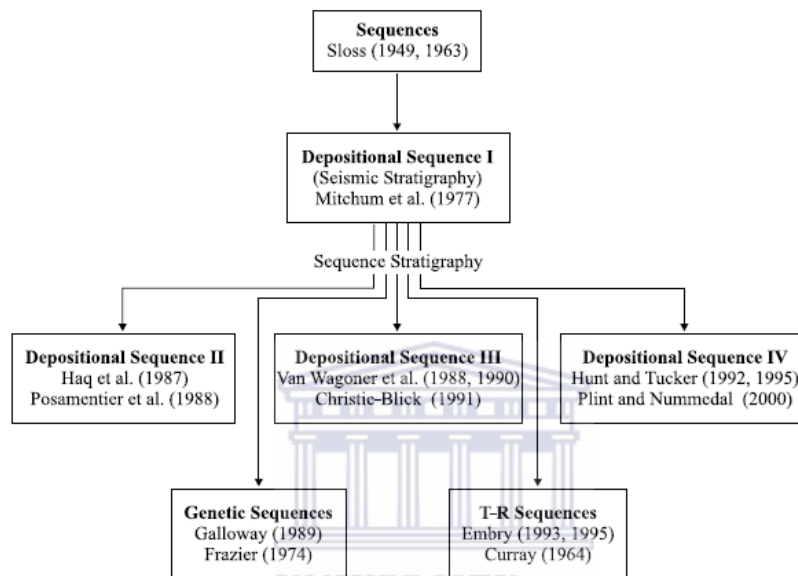 Sequences
Sloss (1949, 1963)
Depositional Sequence I
(Seismic Stratigraphy)
Mitchum et al. (1977)
Sequence Stratigraphy
Depositional Sequence II
Haq et al. (1987)
Posamentier et al. (1988)
Depositional Sequence III
Van Wagoner et al. (1988, 1990)
Christie-Blick (1991)
Depositional Sequence IV
Hunt and Tucker (1992, 1995)
Plint and Nummedal (2000)
Genetic Sequences
Galloway (1989)
Frazier (1974)
T-R Sequences
Embry (1993, 1995)
Curray (1964)